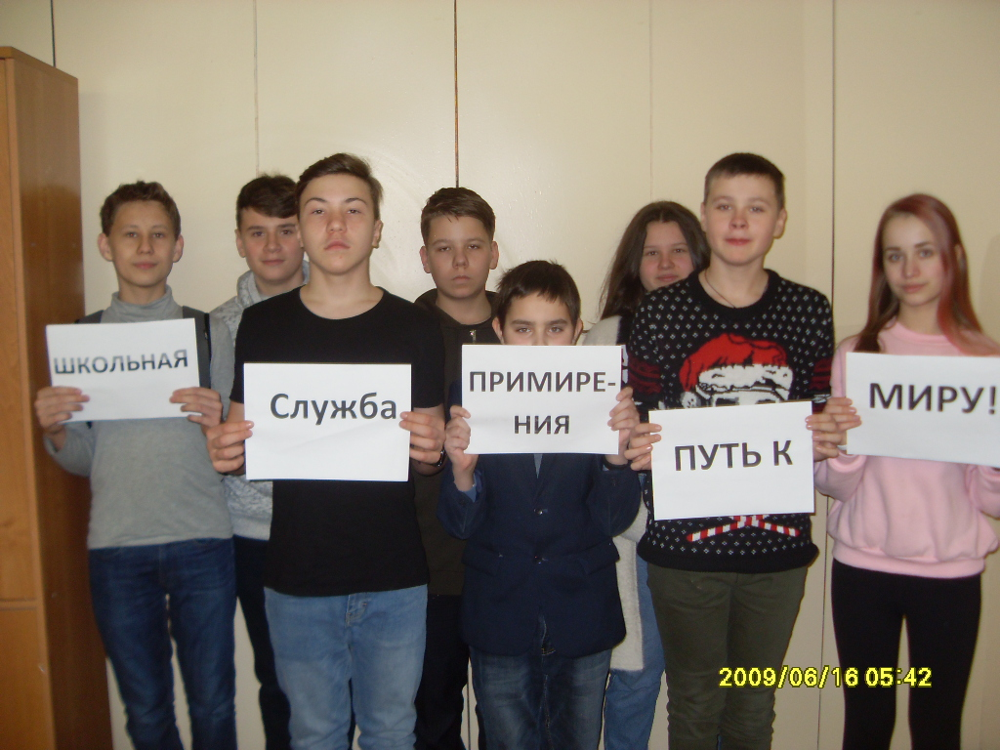 ШКОЛЬНАЯ
Служба
ПРИМИРЕ-
НИЯ
ПУТЬ К
МИРУ!
2009/06/16 05:42